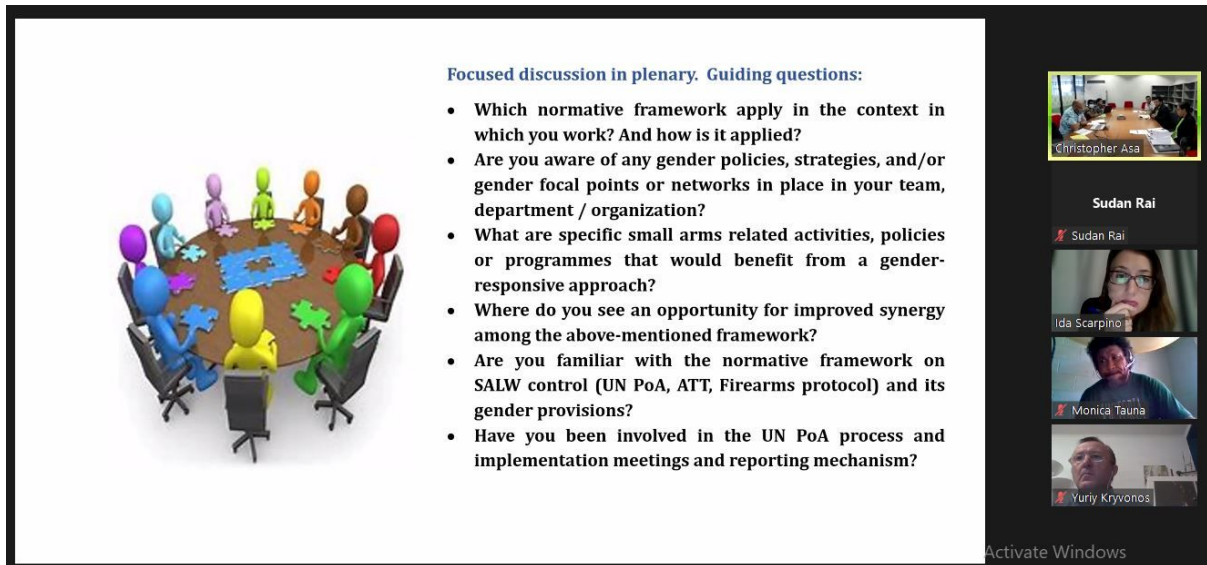 Focused discussion in plenary.  Guiding questions:
• Which normative framework apply in the context in
which you work? And how is it applied?
• Are you aware of any gender policies, strategies, and/or
gender focal points or networks in place in your team,
department / organization?
• What are specific small arms related activities, policies
or programmes that would benefit from a gender-
responsive approach?
• Where do you see an opportunity for improved synergy
among the above-mentioned framework?
• Are you familiar with the normative framework on
SALW control (UN PoA, ATT, Firearms protocol) and its
gender provisions?
• Have you been involved in the UN PoA process and
implementation meetings and reporting mechanism?
Christopher Asa
Sudan Rai
Sudan Rai
Ida Scarpino
Monica Tauna
Yuriy Kryvonos
Activate Windows